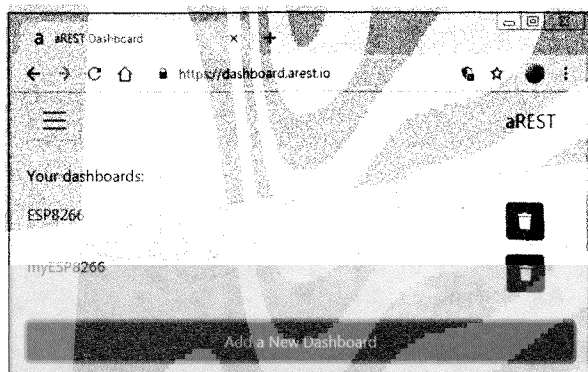 a aREST Dashboard × +
https://dashboard.arest.io
aREST
Your dashboards:
ESP8266
myESP8266
Add a New Dashboard